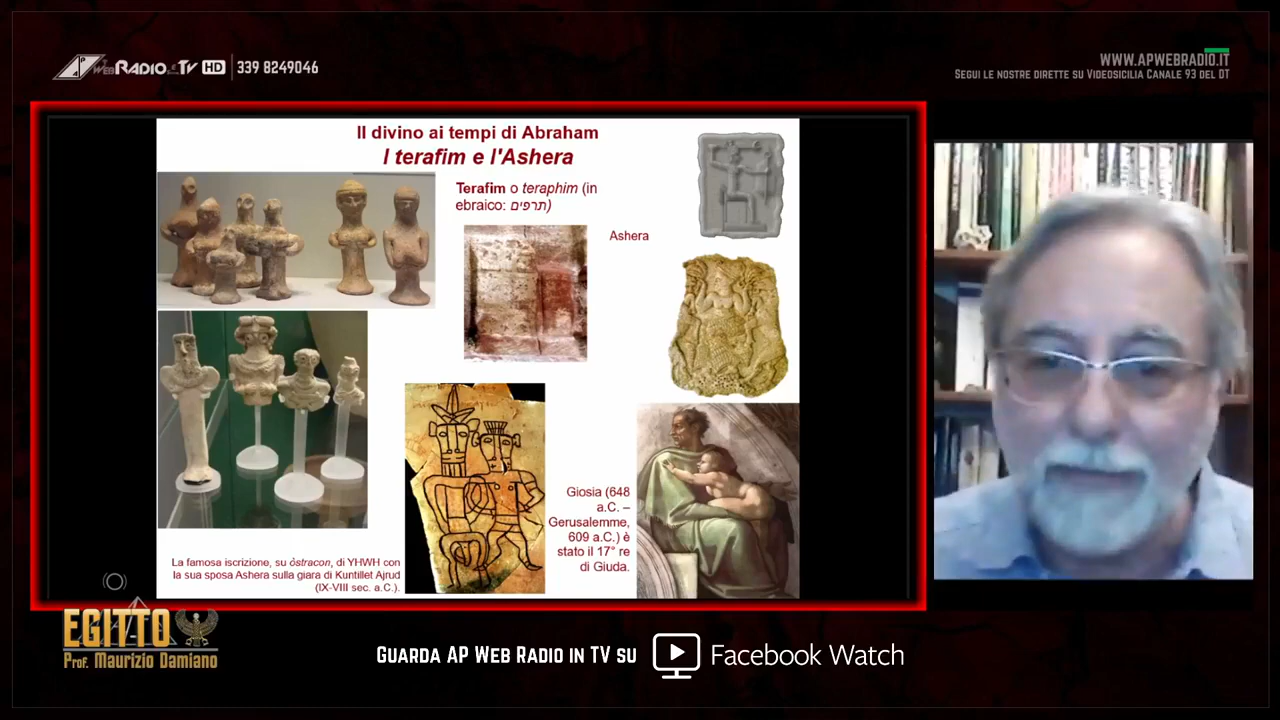 AP WEB RADIO E TV HD 339 8249046
WWW.APWEBRADIO.IT
SEGUI LE NOSTRE DIRETTE SU VIDEOSICILIA CANALE 93 DEL DT
Il divino ai tempi di Abraham
I terafim e l'Ashera
Terafim o teraphim (in
ebraico: תרפים)
Ashera
Giosia (648
a.C. –
Gerusalemme,
609 a.C.) è
stato il 17° re
di Giuda.
La famosa iscrizione, su òstracon, di YHWH con
la sua sposa Ashera sulla giara di Kuntillet Ajrud
(IX-VIII sec. a.C.).
EGITTO
Prof. Maurizio Damiano
GUARDA AP WEB RADIO IN TV SU
Facebook Watch